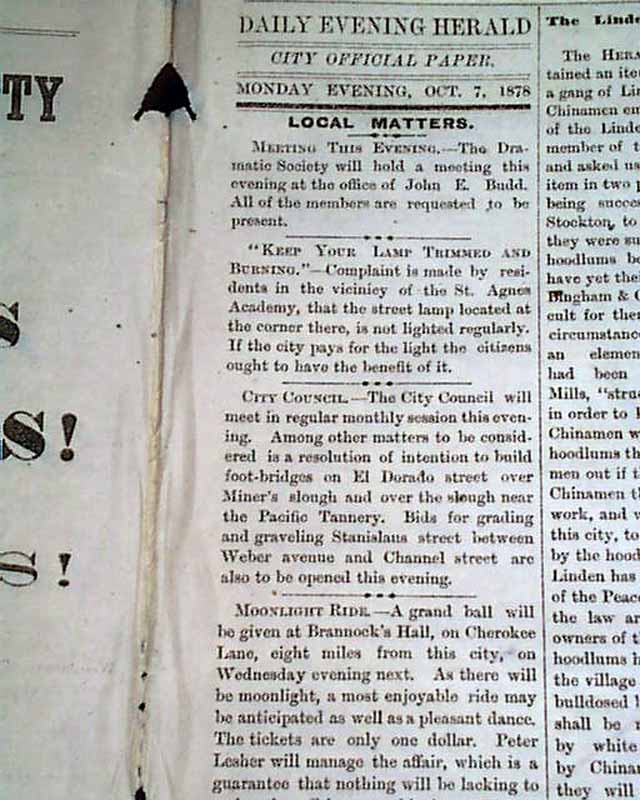 TY
S
S!
S!
DAILY EVENING HERALD
CITY OFFICIAL PAPER.
MONDAY EVENING, OCT. 7, 1878
LOCAL MATTERS.
MEETING THIS EVENING.—The Dra-
matic Society will hold a meeting this
evening at the office of John E. Budd.
All of the members are requested to be
present.
"KEEP YOUR LAMP TRIMMED AND
BURNING."—Complaint is made by resi-
dents in the viciniey of the St. Agnes
Academy, that the street lamp located at
the corner there, is not lighted regularly.
If the city pays for the light the citizens
ought to have the benefit of it.
CITY COUNCIL.—The City Council will
meet in regular monthly session this even-
ing. Among other matters to be consid-
ered is a resolution of intention to build
foot-bridges on El Dorado street over
Miner's slough and over the slough near
the Pacific Tannery. Bids for grading
and graveling Stanislaus street between
Weber avenue and Channel street are
also to be opened this evening.
MOONLIGHT RIDE.—A grand ball will
be given at Brannock's Hall, on Cherokee
Lane, eight miles from this city, on
Wednesday evening next. As there will
be moonlight, a most enjoyable ride may
be anticipated as well as a pleasant dance.
The tickets are only one dollar. Peter
Lesher will manage the affair, which is a
guarantee that nothing will be lacking to
The Linde
The HERA
tained an ite
a gang of Lin
Chinamen em
of the Linde
member of t
and asked us
item in two p
being succes
Stockton, to
they were su
hoodlums be
have yet the
Bingham & C
cult for the
circumstance
an elemen
had been
Mills, "stru
in order to k
Chinamen w
hoodlums th
men out if t
Chinamen t
work, and w
this city, to
by the hood
Linden has
of the Peace
the law an
owners of t
hoodlums i
the village
bulldosed b
shall be r
by white
by China
they will